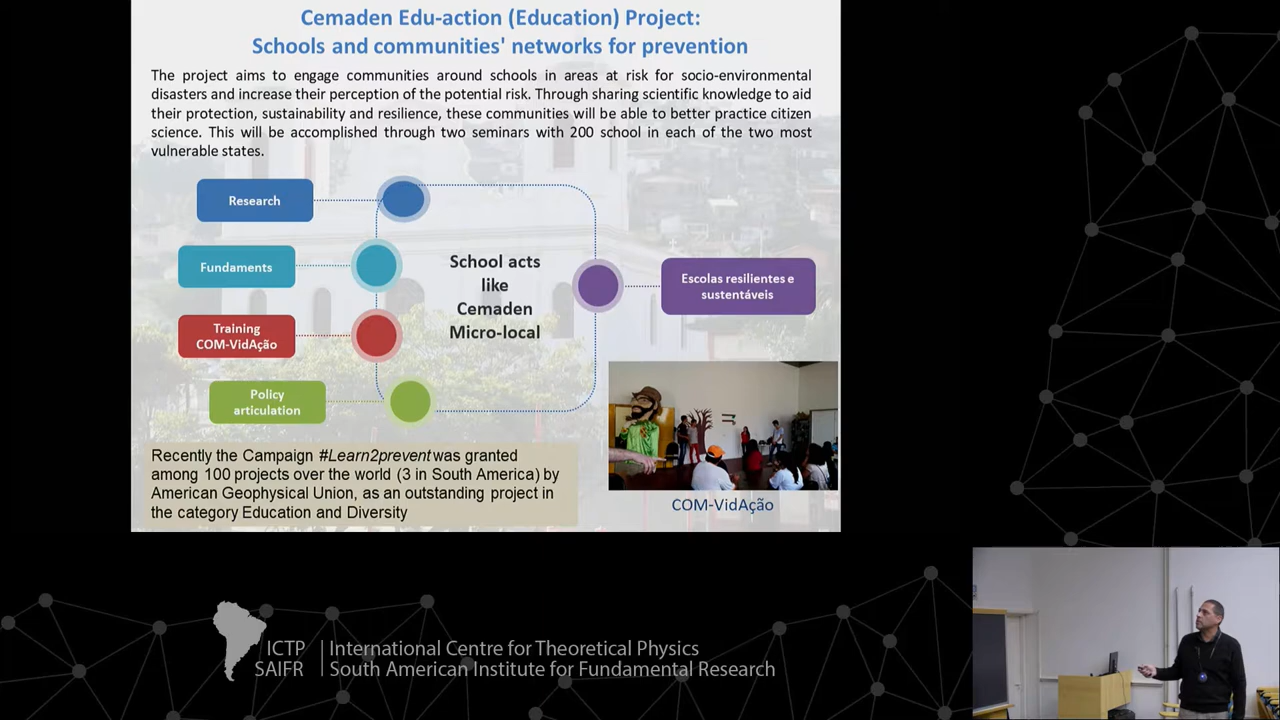 Cemaden Edu-action (Education) Project:
Schools and communities' networks for prevention
The project aims to engage communities around schools in areas at risk for socio-environmental
disasters and increase their perception of the potential risk. Through sharing scientific knowledge to aid
their protection, sustainability and resilience, these communities will be able to better practice citizen
science. This will be accomplished through two seminars with 200 school in each of the two most
vulnerable states.
Research
Fundaments
Training
COM-VidAção
Policy
articulation
School acts
like
Cemaden
Micro-local
Escolas resilientes e
sustentáveis
Recently the Campaign #Learn2prevent was granted
among 100 projects over the world (3 in South America) by
American Geophysical Union, as an outstanding project in
the category Education and Diversity
COM-VidAção
ICTP
SAIFR
International Centre for Theoretical Physics
South American Institute for Fundamental Research